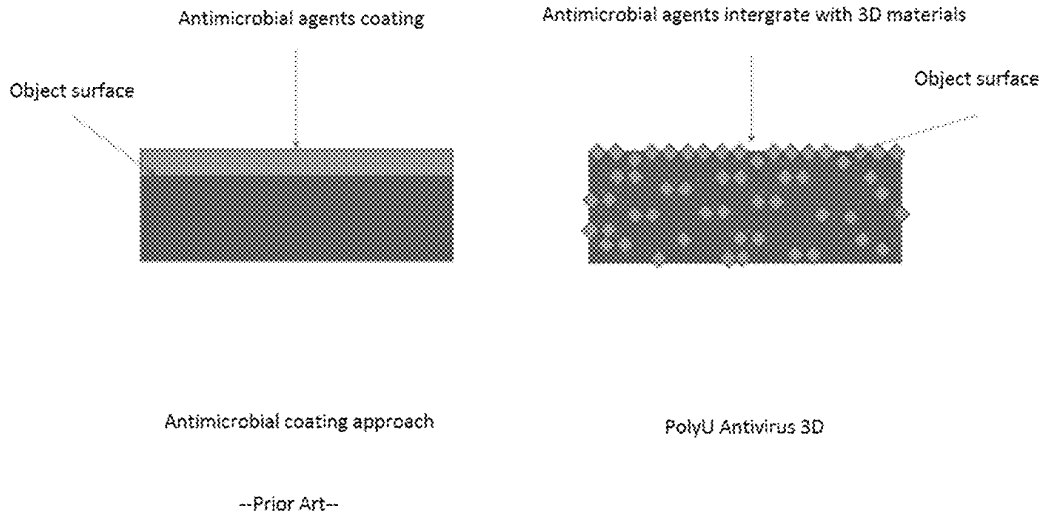 Antimicrobial agents coating
Antimicrobial agents intergrate with 3D materials
Object surface
Object surface
Antimicrobial coating approach
PolyU Antivirus 3D
--Prior Art--